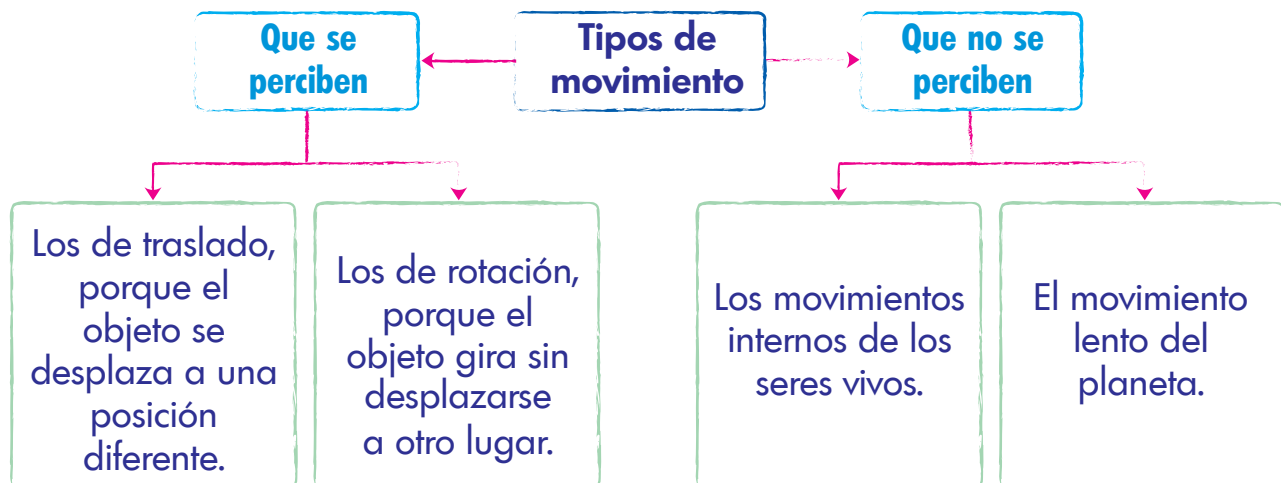 Tipos de
movimiento
Que se
perciben
Que no se
perciben
Los de traslado,
porque el
objeto se
desplaza a una
posición
diferente.
Los de rotación,
porque el
objeto gira sin
desplazarse
a otro lugar.
Los movimientos
internos de los
seres vivos.
El movimiento
lento del
planeta.